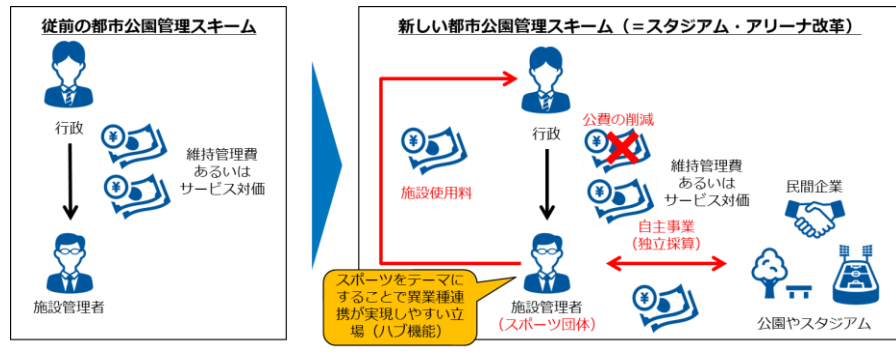 従前の都市公園管理スキーム
行政
¥
¥
維持管理費
あるいは
サービス対価
施設管理者
新しい都市公園管理スキーム(=スタジアム・アリーナ改革)
行政
公費の削減
¥
¥
施設使用料
¥
維持管理費
あるいは
サービス対価
民間企業
自主事業
(独立採算)
スポーツをテーマに
することで異業種連
携が実現しやすい立
場(ハブ機能)
施設管理者
(スポーツ団体)
¥
公園やスタジアム